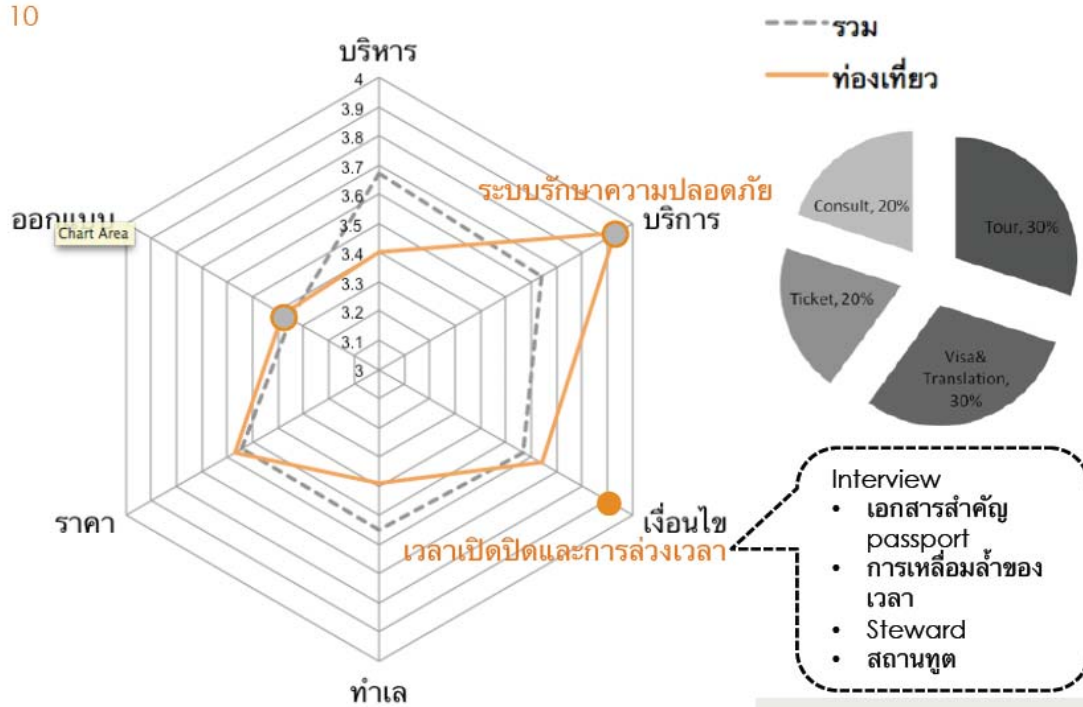 10
รวม
ท่องเที่ยว
บริหาร
4
3.9
3.8
3.7
3.6
3.5
3.4
3.3
3.2
3.1
3
ระบบรักษาความปลอดภัย
บริการ
ออกแบบ
Chart Area
Consult, 20%
Tour, 30%
Ticket, 20%
Visa&
Translation,
30%
ราคา
เงื่อนไข
เวลาเปิดปิดและการล่วงเวลา
ทำเล
Interview
• เอกสารสำคัญ
passport
• การเหลื่อมล้ำของ
เวลา
• Steward
• สถานทูต